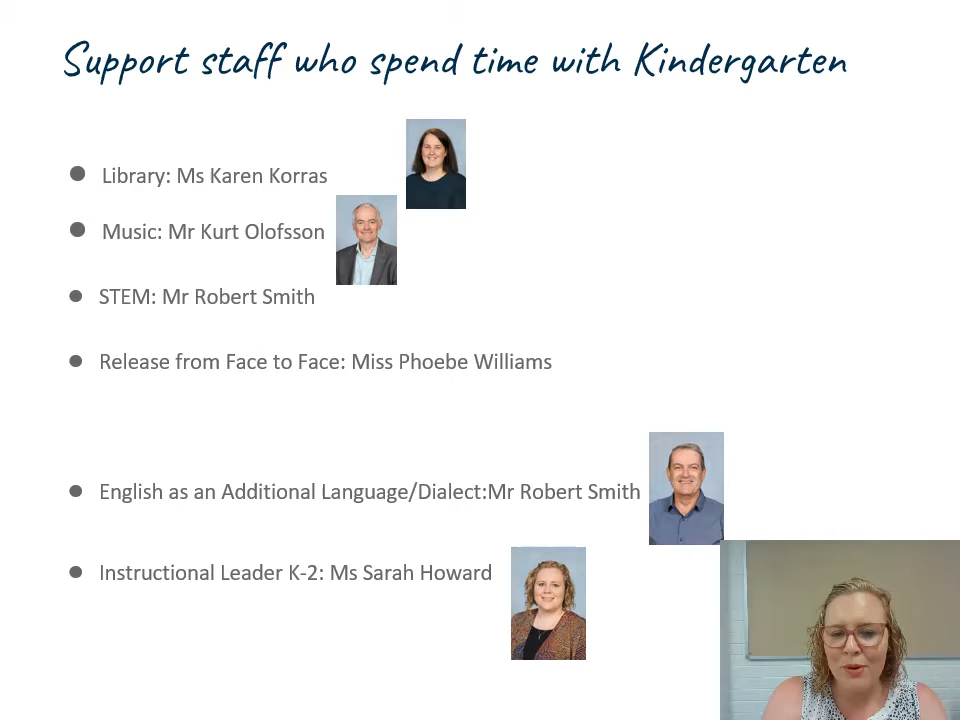 Support staff who spend time with Kindergarten
Library: Ms Karen Korras
Music: Mr Kurt Olofsson
STEM: Mr Robert Smith
Release from Face to Face: Miss Phoebe Williams
English as an Additional Language/Dialect:Mr Robert Smith
Instructional Leader K-2: Ms Sarah Howard